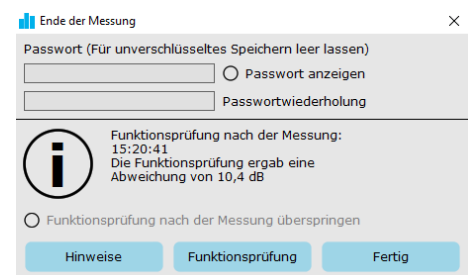 Ende der Messung
Passwort (Für unverschlüsseltes Speichern leer lassen)
Passwort anzeigen
Passwortwiederholung
Funktionsprüfung nach der Messung:
15:20:41
Die Funktionsprüfung ergab eine
Abweichung von 10,4 dB
Funktionsprüfung nach der Messung überspringen
Hinweise Funktionsprüfung Fertig